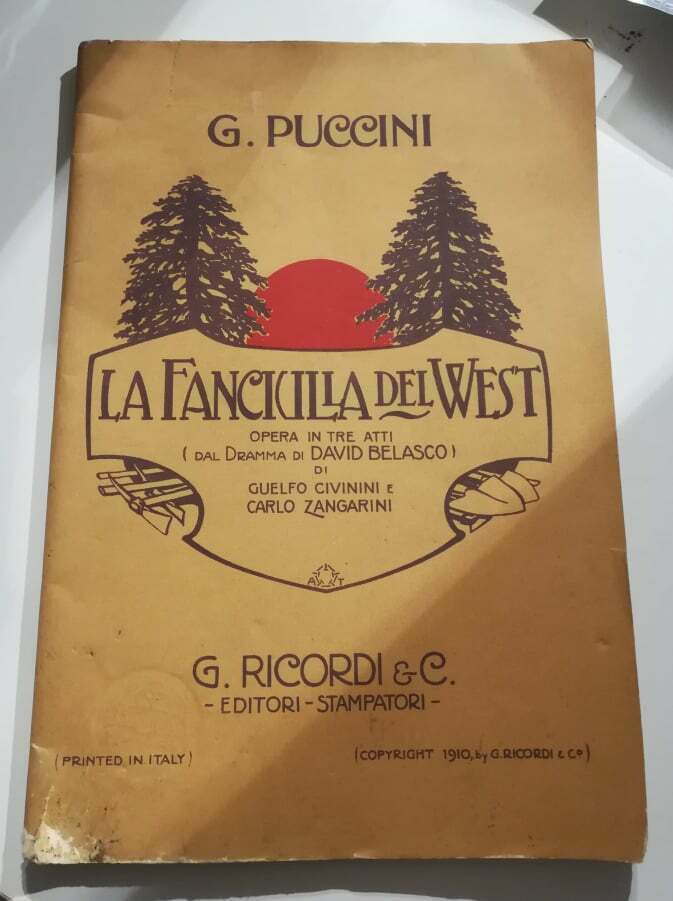 G. PUCCINI
LA FANCIULLA DEL WEST
OPERA IN TRE ATTI
( DAL DRAMMA DI DAVID BELASCO )
DI
GUELFO CIVININI E
CARLO ZANGARINI
A T
G. RICORDI & C.
- EDITORI - STAMPATORI -
( PRINTED IN ITALY )
(COPYRIGHT 1910, by G. RICORDI & Co)